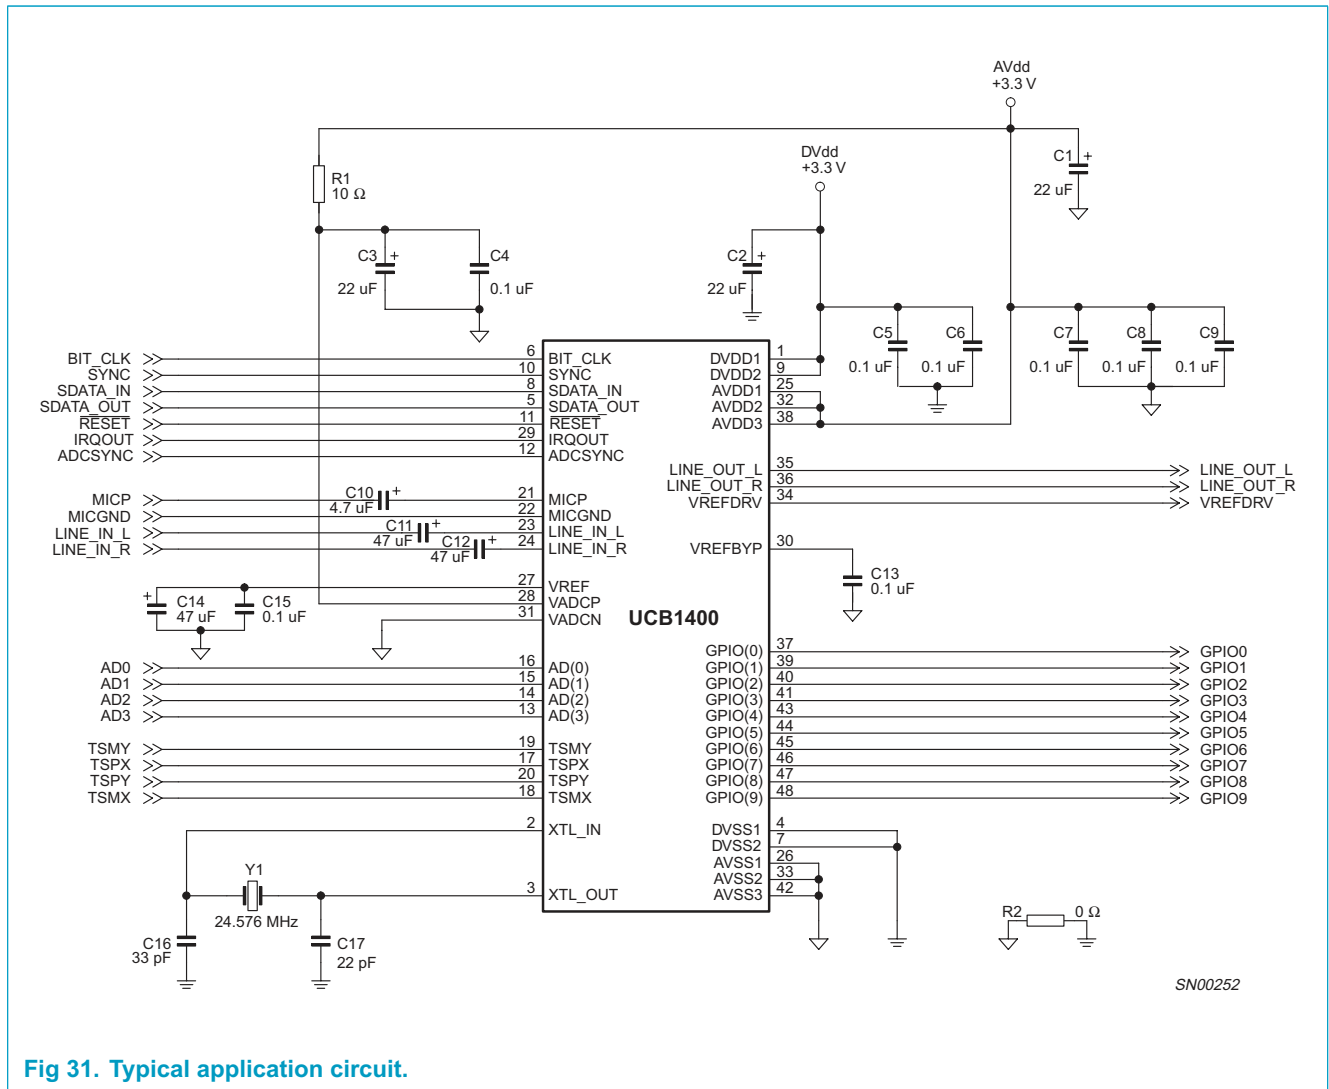 AVdd
+3.3 V
DVdd
+3.3 V
C1 +
22 uF
R1
10 Ω
C3 +
22 uF
C4
0.1 uF
C2 +
22 uF
C5
0.1 uF
C6
0.1 uF
C7
0.1 uF
C8
0.1 uF
C9
0.1 uF
BIT_CLK 6 BIT_CLK
SYNC 10 SYNC
SDATA_IN 8 SDATA_IN
SDATA_OUT 5 SDATA_OUT
RESET 11 RESET
IRQOUT 29 IRQOUT
ADCSYNC 12 ADCSYNC
DVDD1 1
DVDD2 9
AVDD1 25
AVDD2 32
AVDD3 38
LINE_OUT_L 35 LINE_OUT_L
LINE_OUT_R 36 LINE_OUT_R
VREFDRV 34 VREFDRV
MICP C10 + 4.7 uF 21 MICP
MICGND 22 MICGND
LINE_IN_L C11 + 47 uF 23 LINE_IN_L
LINE_IN_R C12 + 47 uF 24 LINE_IN_R
VREFBYP 30
C13
0.1 uF
27 VREF
28 VADCP
31 VADCN
+ C14
47 uF
C15
0.1 uF
UCB1400
AD0 16 AD(0)
AD1 15 AD(1)
AD2 14 AD(2)
AD3 13 AD(3)
TSMY 19 TSMY
TSPX 17 TSPX
TSPY 20 TSPY
TSMX 18 TSMX
GPIO(0) 37 GPIO0
GPIO(1) 39 GPIO1
GPIO(2) 40 GPIO2
GPIO(3) 41 GPIO3
GPIO(4) 43 GPIO4
GPIO(5) 44 GPIO5
GPIO(6) 45 GPIO6
GPIO(7) 46 GPIO7
GPIO(8) 47 GPIO8
GPIO(9) 48 GPIO9
2 XTL_IN
3 XTL_OUT
Y1
24.576 MHz
C16
33 pF
C17
22 pF
DVSS1 4
DVSS2 7
AVSS1 26
AVSS2 33
AVSS3 42
R2 0 Ω
SN00252
Fig 31. Typical application circuit.